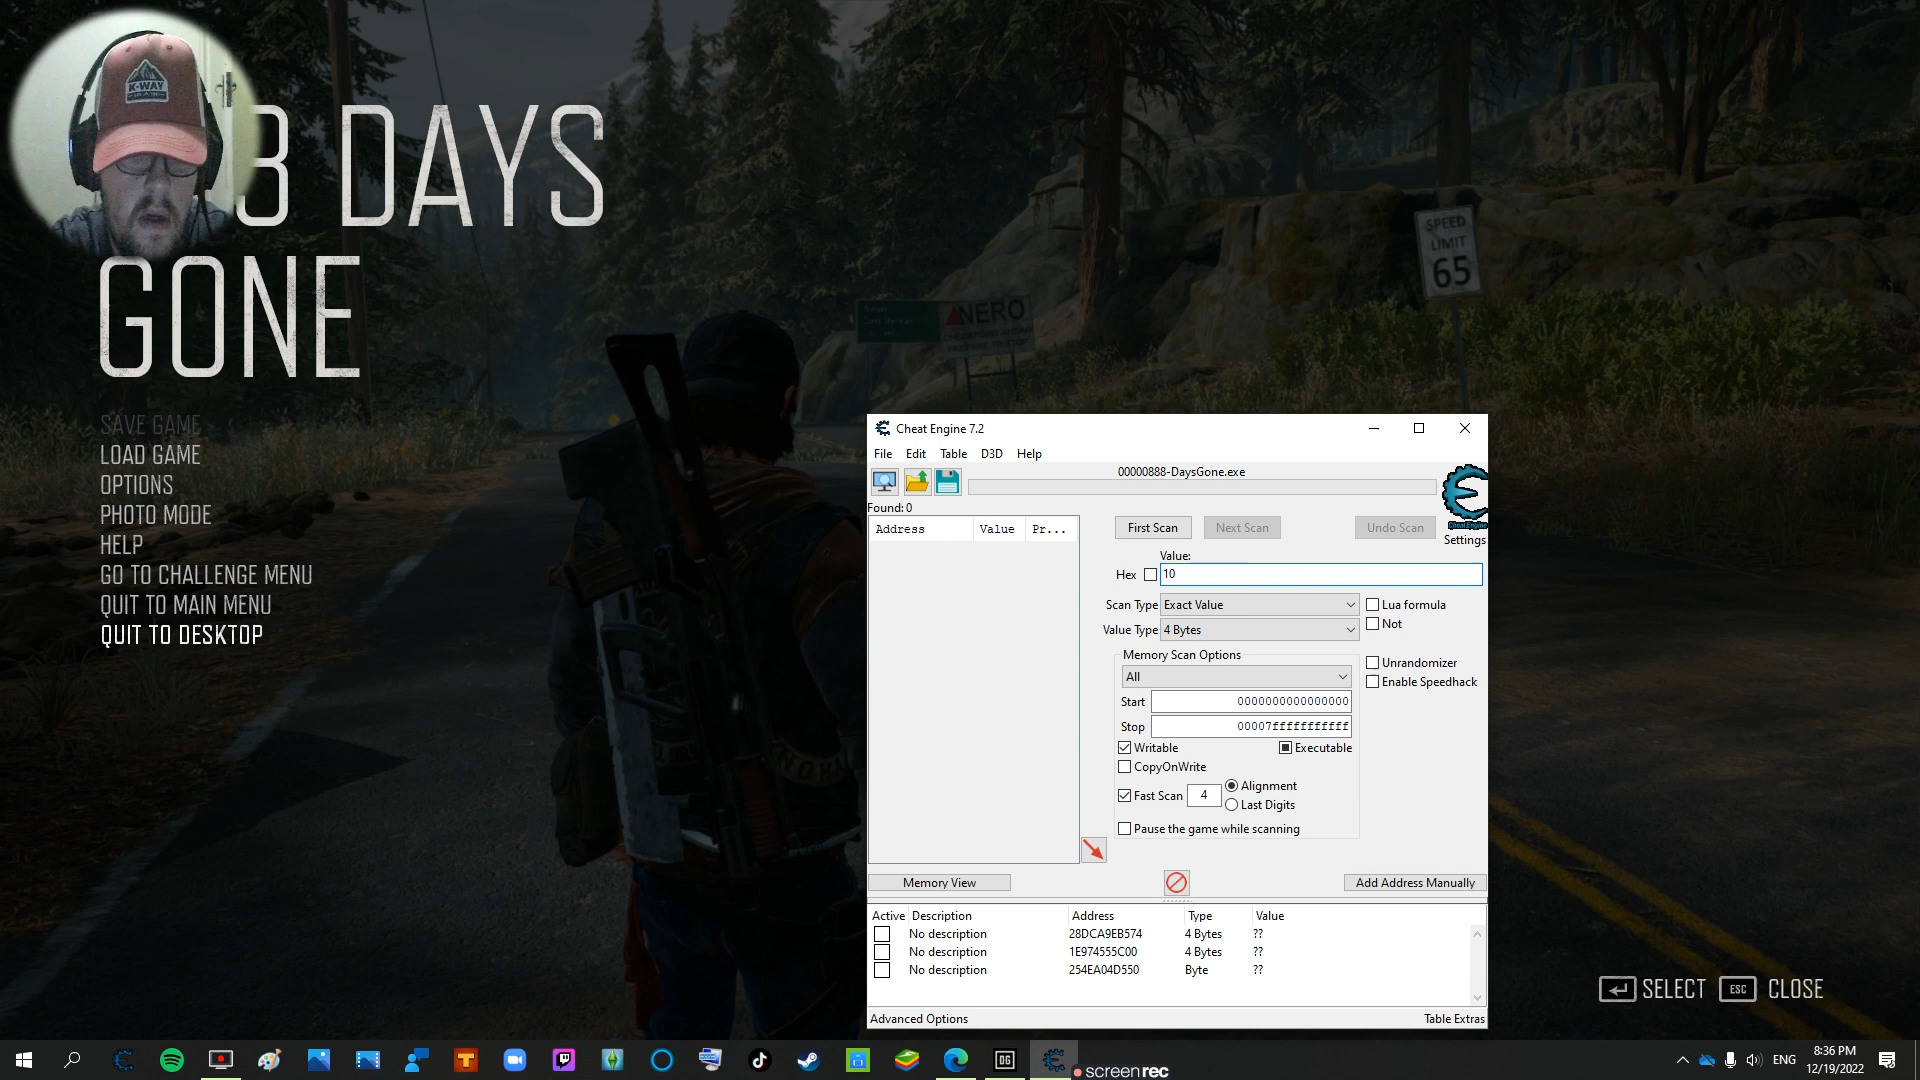 K-WAY
3 DAYS
GONE
SAVE GAME
LOAD GAME
OPTIONS
PHOTO MODE
HELP
GO TO CHALLENGE MENU
QUIT TO MAIN MENU
QUIT TO DESKTOP
SPEED
LIMIT
65
NERO
Cheat Engine 7.2
File Edit Table D3D Help
00000888-DaysGone.exe
Found: 0
Cheat Engine
Settings
Address Value Pr...
First Scan Next Scan Undo Scan
Value:
Hex 10
Scan Type Exact Value Lua formula
Not
Value Type 4 Bytes
Memory Scan Options
All
Unrandomizer
Enable Speedhack
Start 0000000000000000
Stop 00007fffffffffff
Writable Executable
CopyOnWrite
Fast Scan 4 Alignment
Last Digits
Pause the game while scanning
Memory View Add Address Manually
Active Description Address Type Value
No description 28DCA9EB574 4 Bytes ??
No description 1E974555C00 4 Bytes ??
No description 254EA04D550 Byte ??
Advanced Options Table Extras
SELECT ESC CLOSE
DG
screenrec
ENG
8:36 PM
12/19/2022